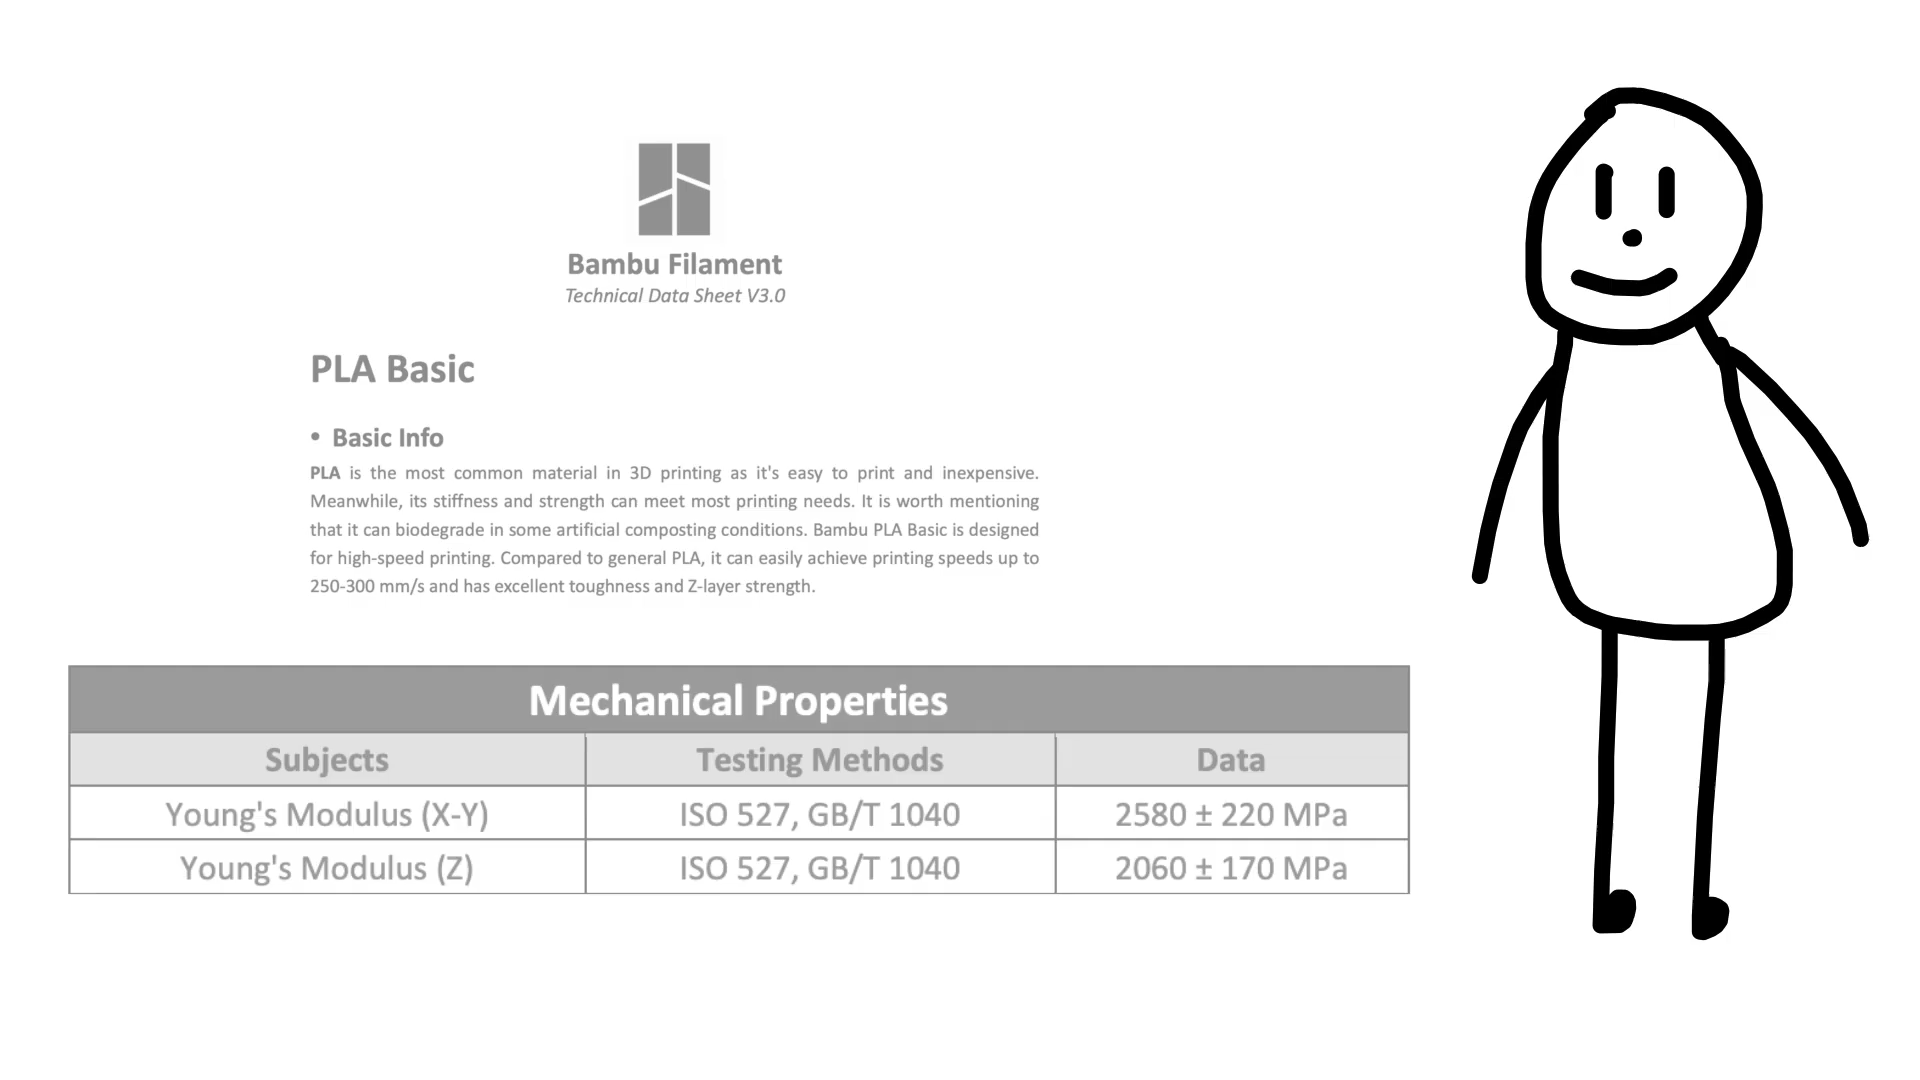 Bambu Filament
Technical Data Sheet V3.0
PLA Basic
• Basic Info
PLA is the most common material in 3D printing as it's easy to print and inexpensive.
Meanwhile, its stiffness and strength can meet most printing needs. It is worth mentioning
that it can biodegrade in some artificial composting conditions. Bambu PLA Basic is designed
for high-speed printing. Compared to general PLA, it can easily achieve printing speeds up to
250-300 mm/s and has excellent toughness and Z-layer strength.
Mechanical Properties
Subjects Testing Methods Data
Young's Modulus (X-Y) ISO 527, GB/T 1040 2580 ± 220 MPa
Young's Modulus (Z) ISO 527, GB/T 1040 2060 ± 170 MPa